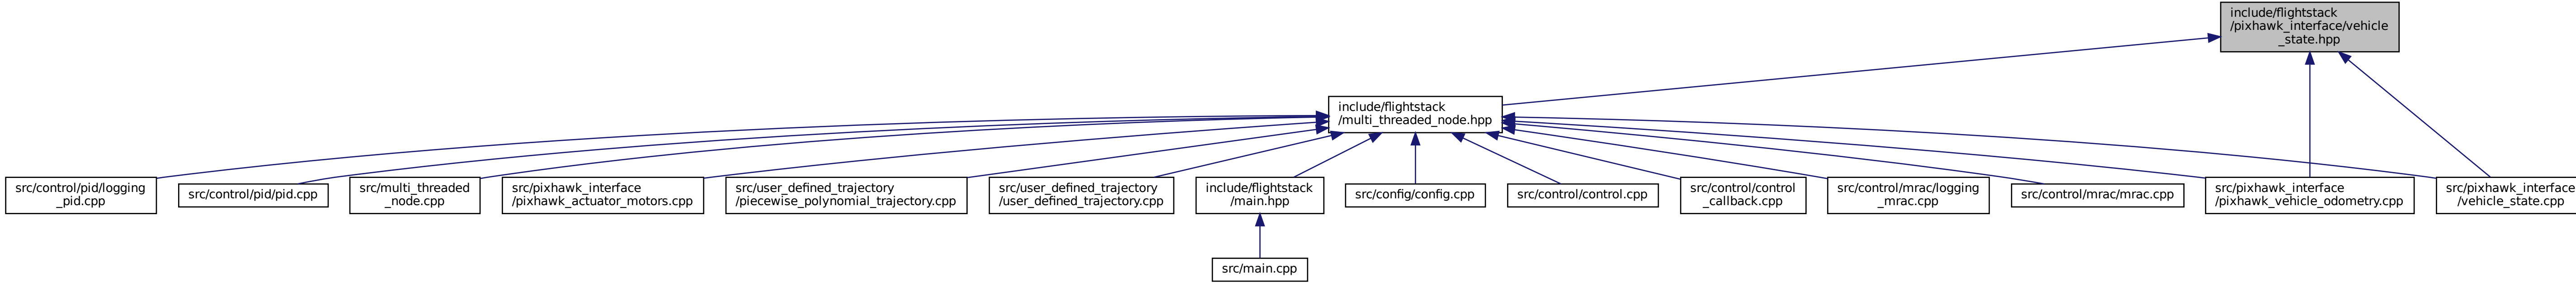 include/flightstack
/pixhawk_interface/vehicle
_state.hpp
include/flightstack
/multi_threaded_node.hpp
src/control/pid/logging
_pid.cpp
src/control/pid/pid.cpp
src/multi_threaded
_node.cpp
src/pixhawk_interface
/pixhawk_actuator_motors.cpp
src/user_defined_trajectory
/piecewise_polynomial_trajectory.cpp
src/user_defined_trajectory
/user_defined_trajectory.cpp
include/flightstack
/main.hpp
src/config/config.cpp
src/control/control.cpp
src/control/control
_callback.cpp
src/control/mrac/logging
_mrac.cpp
src/control/mrac/mrac.cpp
src/pixhawk_interface
/pixhawk_vehicle_odometry.cpp
src/pixhawk_interface
/vehicle_state.cpp
src/main.cpp